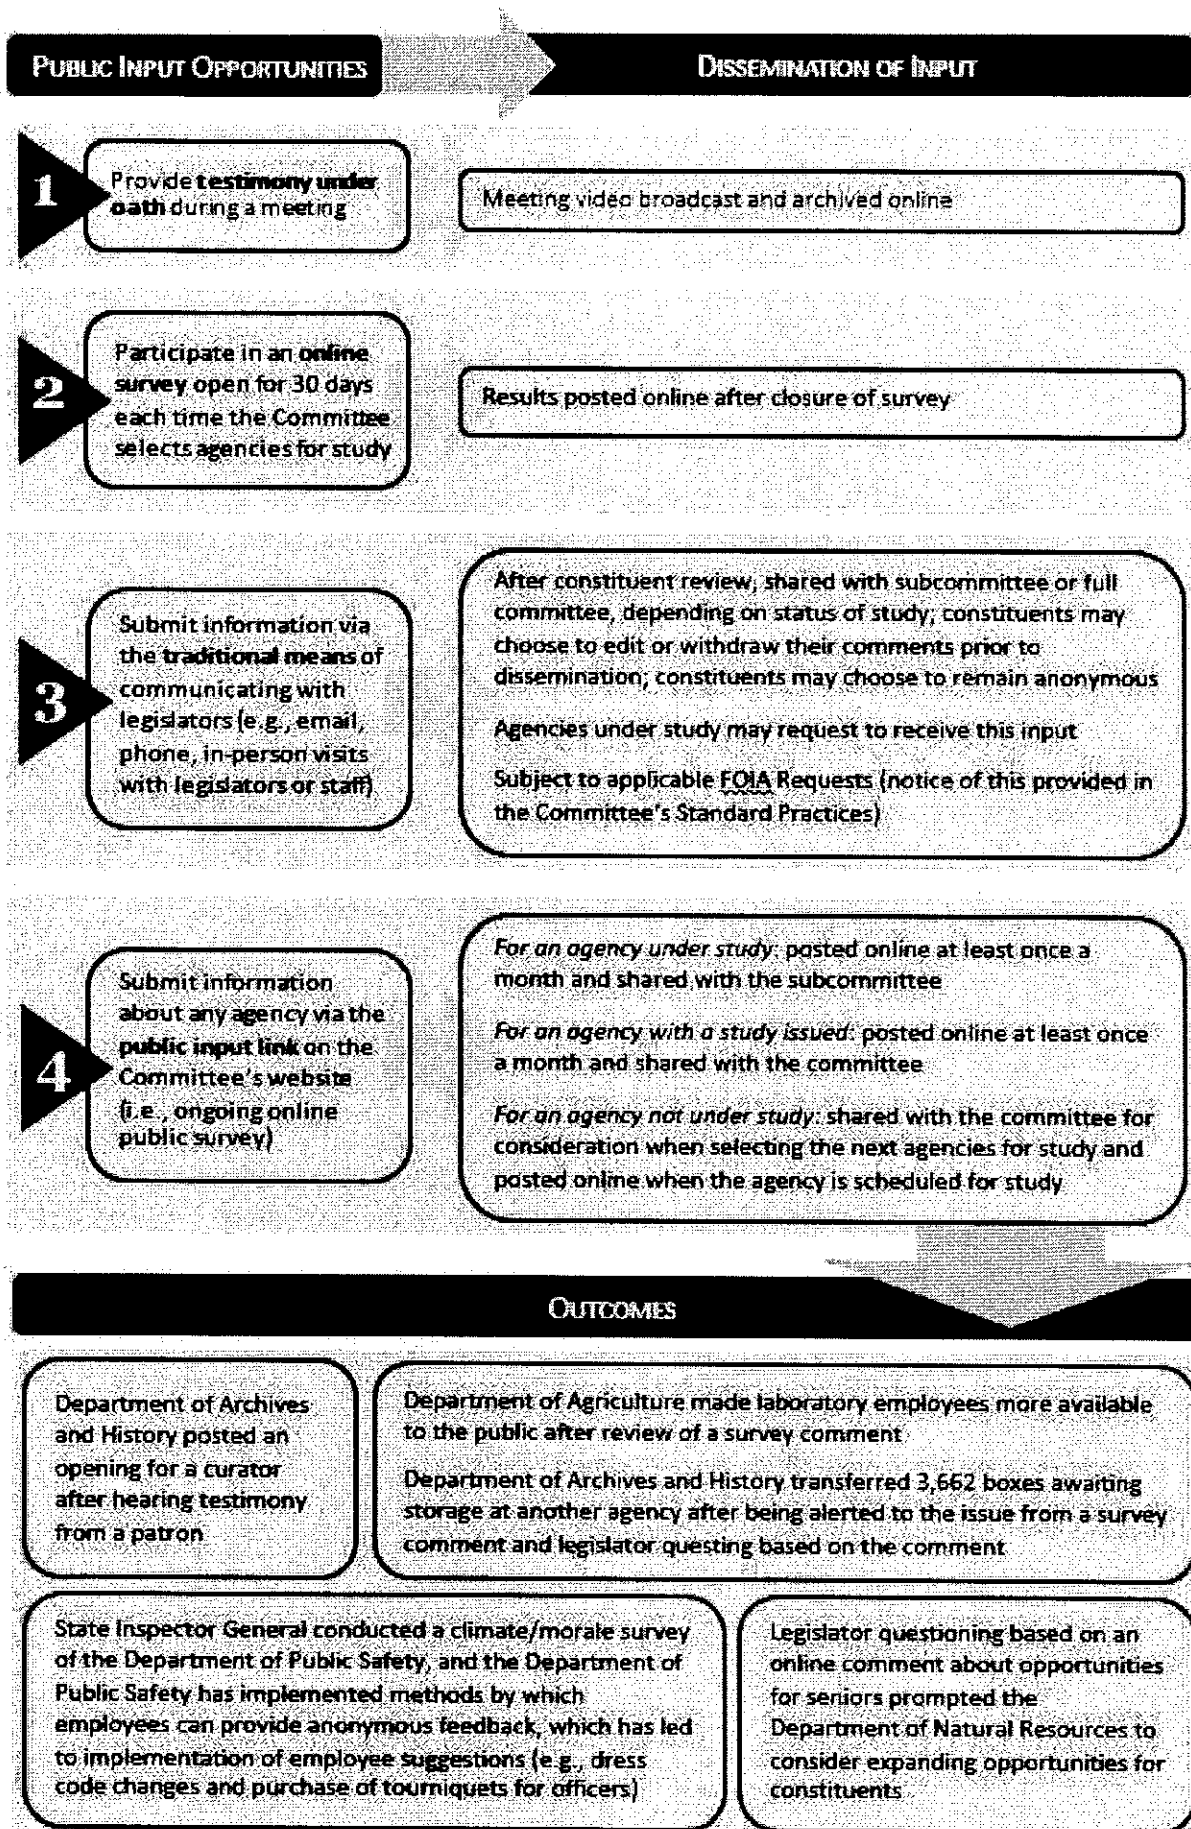 PUBLIC INPUT OPPORTUNITIES
DISSEMINATION OF INPUT
1
Provide testimony under
oath during a meeting
Meeting video broadcast and archived online
2
Participate in an online
survey open for 30 days
each time the Committee
selects agencies for study
Results posted online after closure of survey
3
Submit information via
the traditional means of
communicating with
legislators (e.g., email,
phone, in-person visits
with legislators or staff)
After constituent review, shared with subcommittee or full
committee, depending on status of study; constituents may
choose to edit or withdraw their comments prior to
dissemination; constituents may choose to remain anonymous
Agencies under study may request to receive this input
Subject to applicable FOIA Requests (notice of this provided in
the Committee's Standard Practices)
4
Submit information
about any agency via the
public input link on the
Committee's website
(i.e., ongoing online
public survey)
For an agency under study: posted online at least once a
month and shared with the subcommittee
For an agency with a study issued: posted online at least once
a month and shared with the committee
For an agency not under study: shared with the committee for
consideration when selecting the next agencies for study and
posted online when the agency is scheduled for study
OUTCOMES
Department of Archives
and History posted an
opening for a curator
after hearing testimony
from a patron
Department of Agriculture made laboratory employees more available
to the public after review of a survey comment
Department of Archives and History transferred 3,662 boxes awaiting
storage at another agency after being alerted to the issue from a survey
comment and legislator questing based on the comment
State Inspector General conducted a climate/morale survey
of the Department of Public Safety, and the Department of
Public Safety has implemented methods by which
employees can provide anonymous feedback, which has led
to implementation of employee suggestions (e.g., dress
code changes and purchase of tourniquets for officers)
Legislator questioning based on an
online comment about opportunities
for seniors prompted the
Department of Natural Resources to
consider expanding opportunities for
constituents